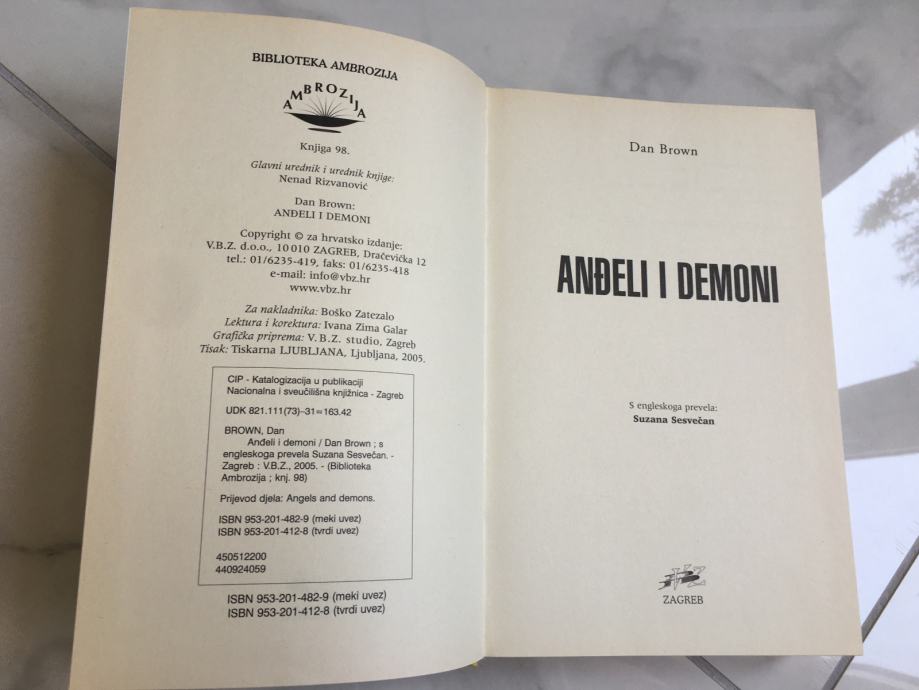 BIBLIOTEKA AMBROZIJA
AMBROZIJA
Knjiga 98.
Glavni urednik i urednik knjige:
Nenad Rizvanović
Dan Brown:
ANĐELI I DEMONI
Copyright © za hrvatsko izdanje:
V.B.Z. d.o.o., 10010 ZAGREB, Dračevička 12
tel.: 01/6235-419, faks: 01/6235-418
e-mail: info@vbz.hr
www.vbz.hr
Za nakladnika: Boško Zatezalo
Lektura i korektura: Ivana Zima Galar
Grafička priprema: V.B.Z. studio, Zagreb
Tisak: Tiskarna LJUBLJANA, Ljubljana, 2005.
CIP - Katalogizacija u publikaciji
Nacionalna i sveučilišna knjižnica - Zagreb
UDK 821.111(73)-31=163.42
BROWN, Dan
Anđeli i demoni / Dan Brown ; s
engleskoga prevela Suzana Sesvečan. -
Zagreb : V.B.Z., 2005. - (Biblioteka
Ambrozija ; knj. 98)
Prijevod djela: Angels and demons.
ISBN 953-201-482-9 (meki uvez)
ISBN 953-201-412-8 (tvrdi uvez)
450512200
440924059
ISBN 953-201-482-9 (meki uvez)
ISBN 953-201-412-8 (tvrdi uvez)
Dan Brown
ANĐELI I DEMONI
S engleskoga prevela:
Suzana Sesvečan
VBZ
ZAGREB